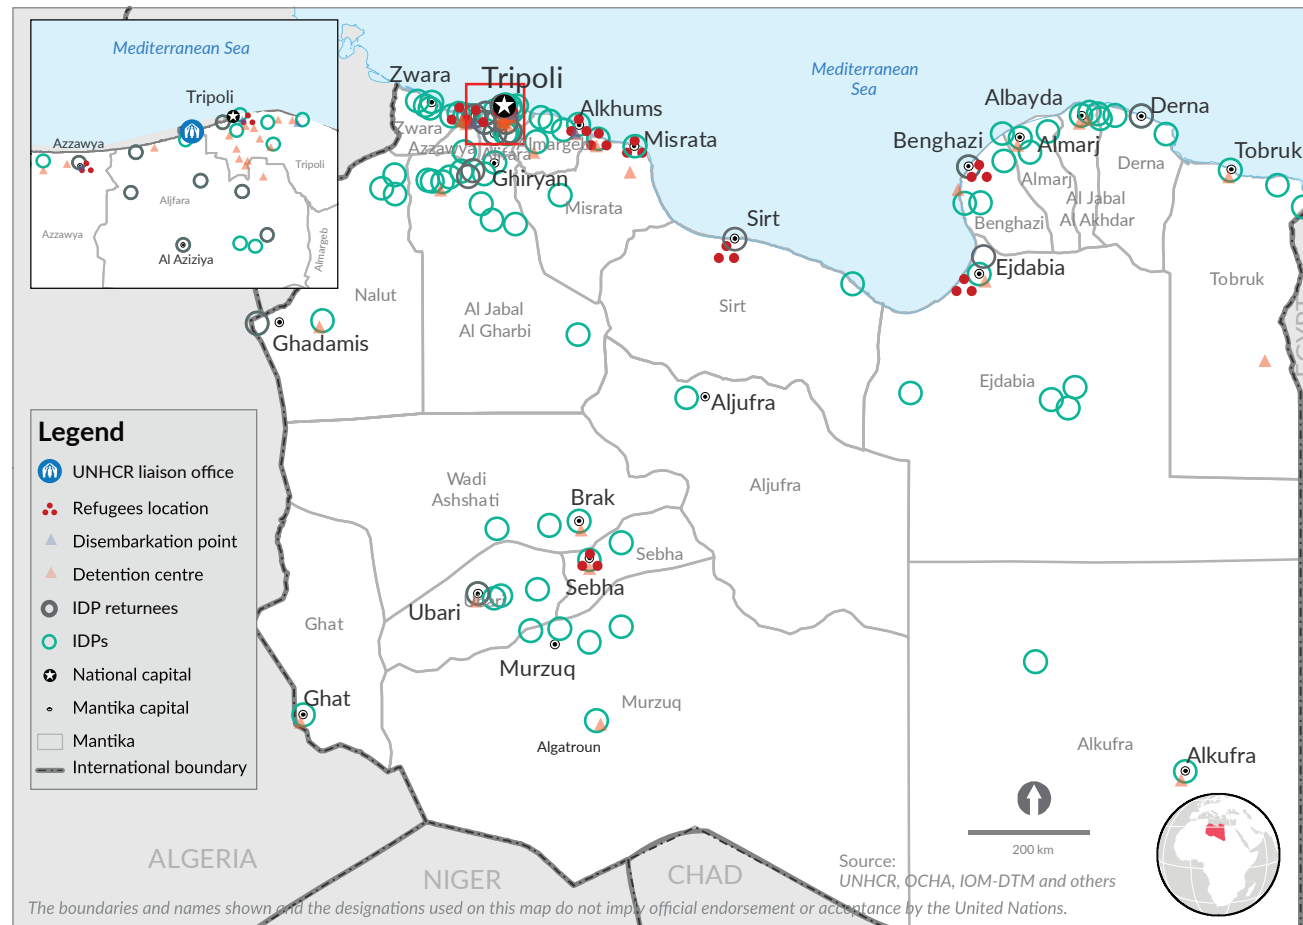 Mediterranean Sea
Tripoli
Azzawya
Tripoli
Aljfara
Azzawya
Al Aziziya
Almargeb
Mediterranean
Sea
Zwara
Tripoli
Alkhums
Misrata
Zwara
Azzawya
Aljfara
Almargeb
Ghiryan
Misrata
Albayda
Derna
Benghazi
Almarj
Tobruk
Derna
Almarj
Al Jabal
Al Akhdar
Benghazi
Sirt
Ejdabia
Tobruk
EGYPT
Nalut
Al Jabal
Al Gharbi
Sirt
Ghadamis
Ejdabia
Aljufra
Legend
UNHCR liaison office
Refugees location
Disembarkation point
Detention centre
IDP returnees
IDPs
National capital
Mantika capital
Mantika
International boundary
Wadi
Ashshati
Brak
Aljufra
Sebha
Sebha
Ubari
Ubari
Ghat
Murzuq
Ghat
Murzuq
Algatroun
Alkufra
Alkufra
200 km
ALGERIA
NIGER
CHAD
Source:
UNHCR, OCHA, IOM-DTM and others
The boundaries and names shown and the designations used on this map do not imply official endorsement or acceptance by the United Nations.